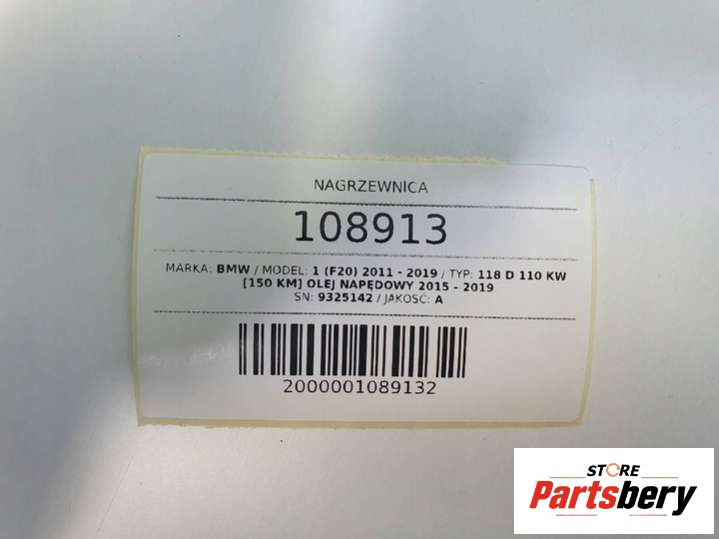 NAGRZEWNICA
108913
MARKA: BMW / MODEL: 1 (F20) 2011 - 2019 / TYP: 118 D 110 KW
[150 KM] OLEJ NAPĘDOWY 2015 - 2019
SN: 9325142 / JAKOŚĆ: A
2000001089132
STORE
Partsbery